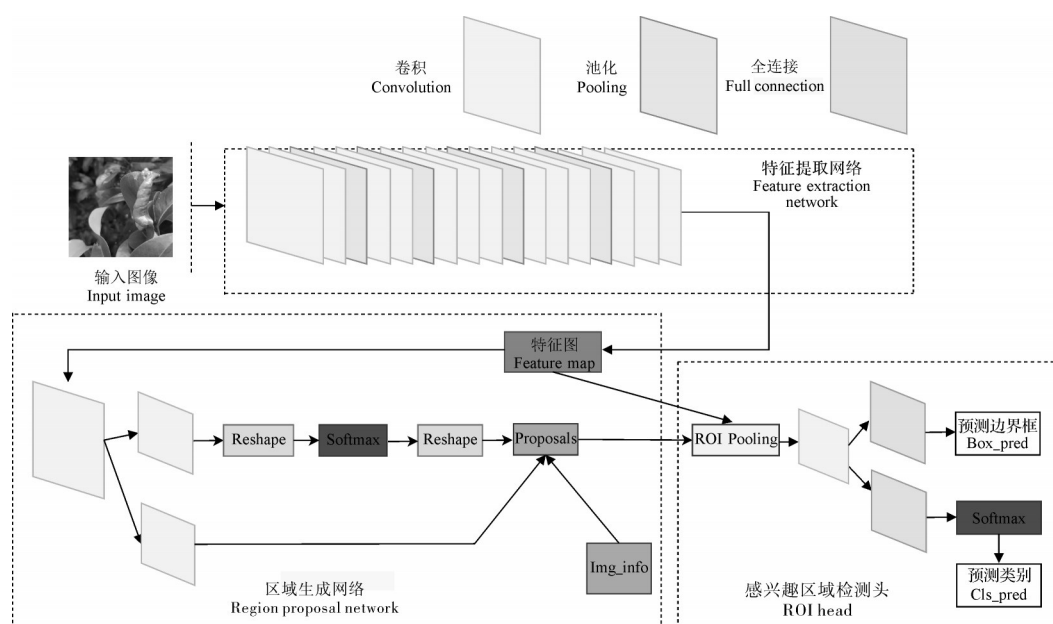 卷积
Convolution
池化
Pooling
全连接
Full connection
特征提取网络
Feature extraction
network
输入图像
Input image
特征图
Feature map
Reshape
Softmax
Reshape
Proposals
ROI Pooling
预测边界框
Box_pred
Softmax
Img_info
预测类别
Cls_pred
区域生成网络
Region proposal network
感兴趣区域检测头
ROI head